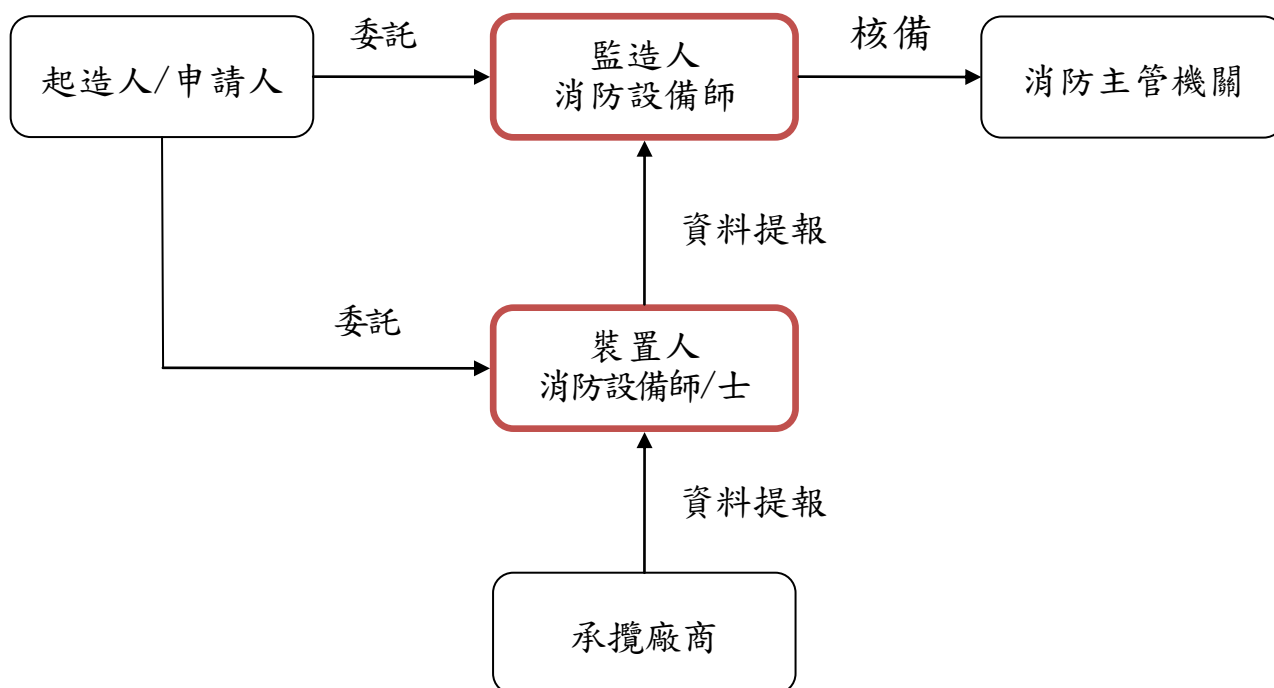 起造人/申請人
委託
監造人
消防設備師
核備
消防主管機關
資料提報
委託
裝置人
消防設備師/士
資料提報
承攬廠商